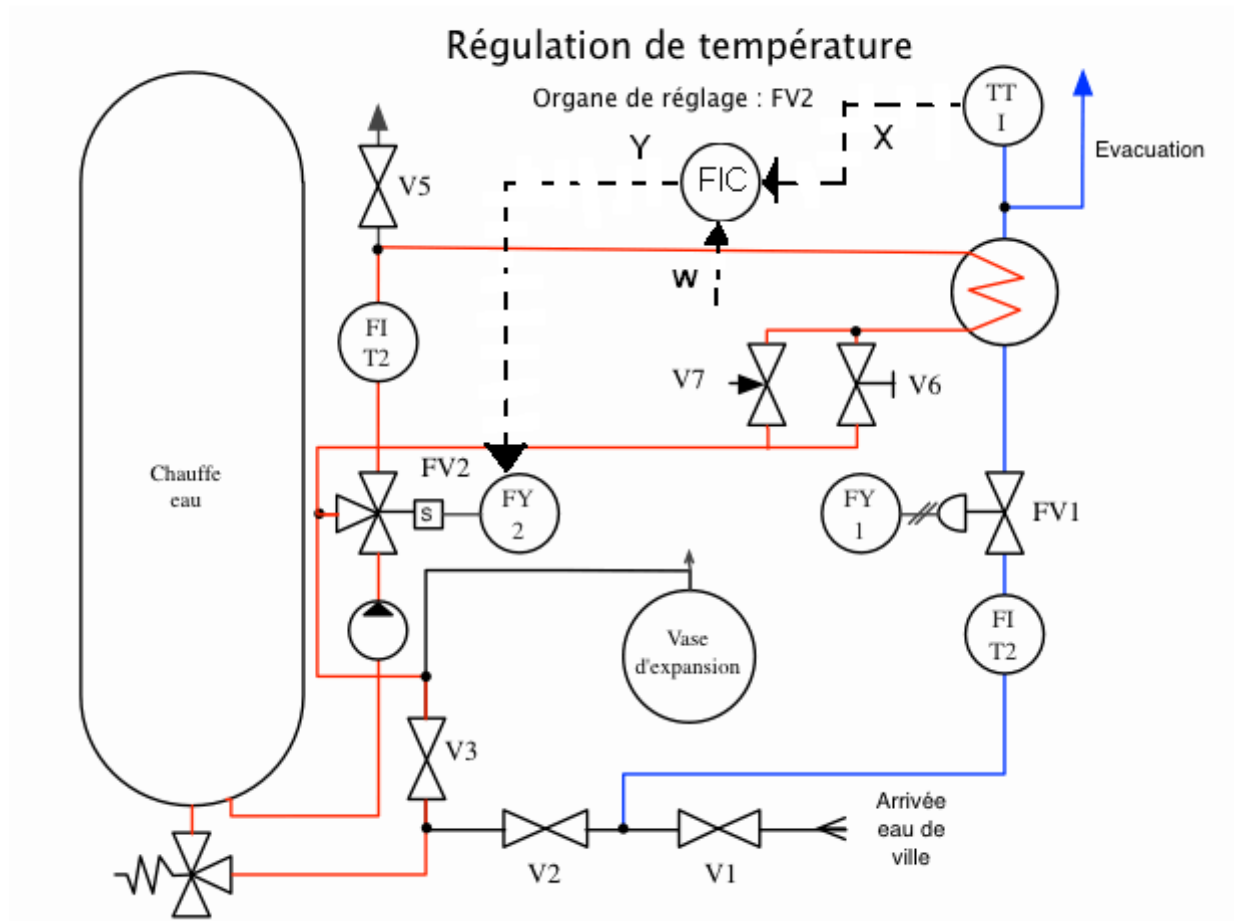 Régulation de température
Organe de réglage : FV2
TT
I
X
Y
Evacuation
FIC
V5
W
FI
T2
V7
V6
FV2
Chauffe
eau
FY
2
S
FY
1
FV1
Vase
d'expansion
FI
T2
V3
Arrivée
eau de
ville
V2
V1